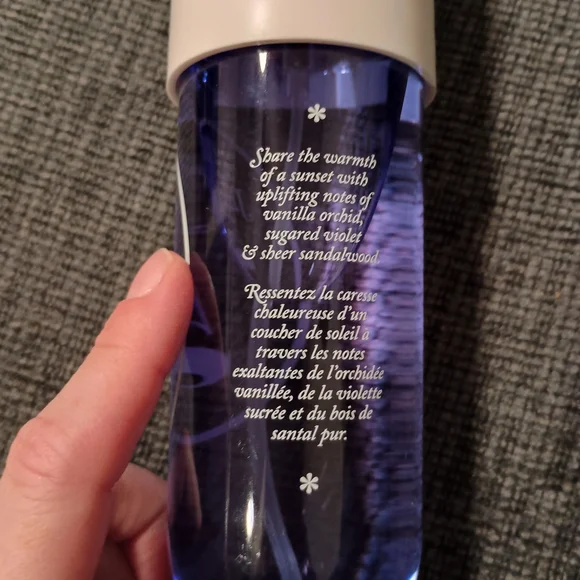 *
Share the warmth
of a sunset with
uplifting notes of
vanilla orchid,
sugared violet
& sheer sandalwood.
Ressentez la caresse
chaleureuse d'un
coucher de soleil à
travers les notes
exaltantes de l'orchidée
vanillée, de la violette
sucrée et du bois de
santal pur.
*